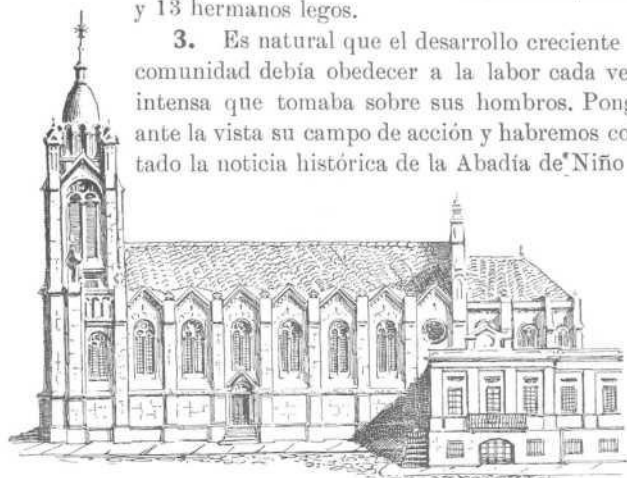 y 13 hermanos legos.
3. Es natural que el desarrollo creciente
comunidad debía obedecer a la labor cada ve
intensa que tomaba sobre sus hombros. Pong
ante la vista su campo de acción y habremos co
tado la noticia histórica de la Abadía de Niño